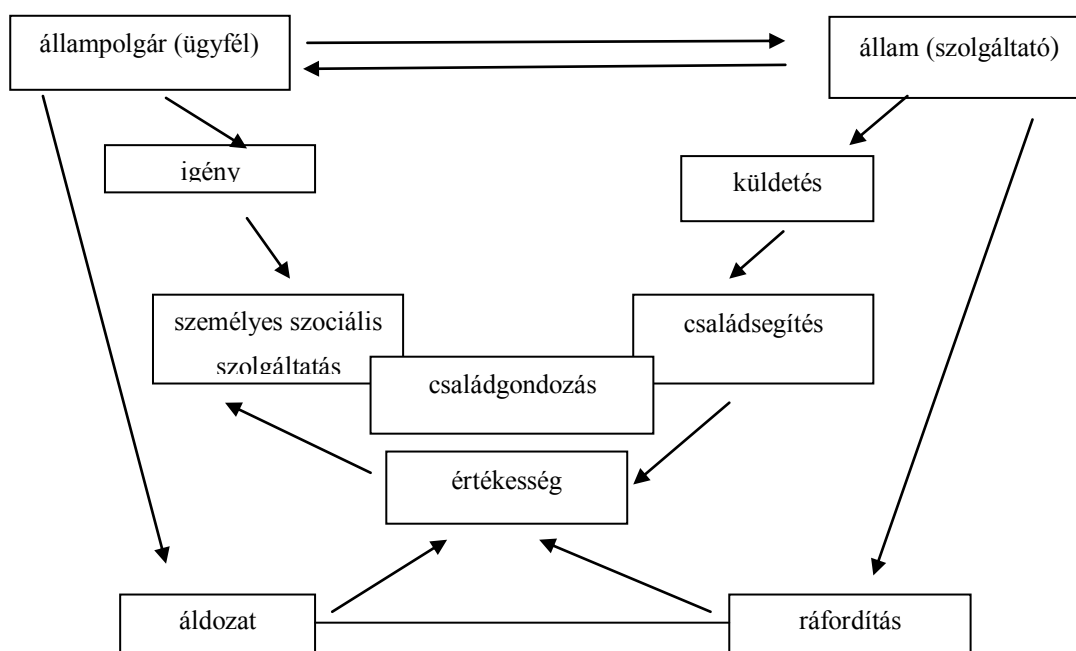 állampolgár (ügyfél)
állam (szolgáltató)
igény
küldetés
személyes szociális
szolgáltatás
családsegítés
családgondozás
értékesség
áldozat
ráfordítás